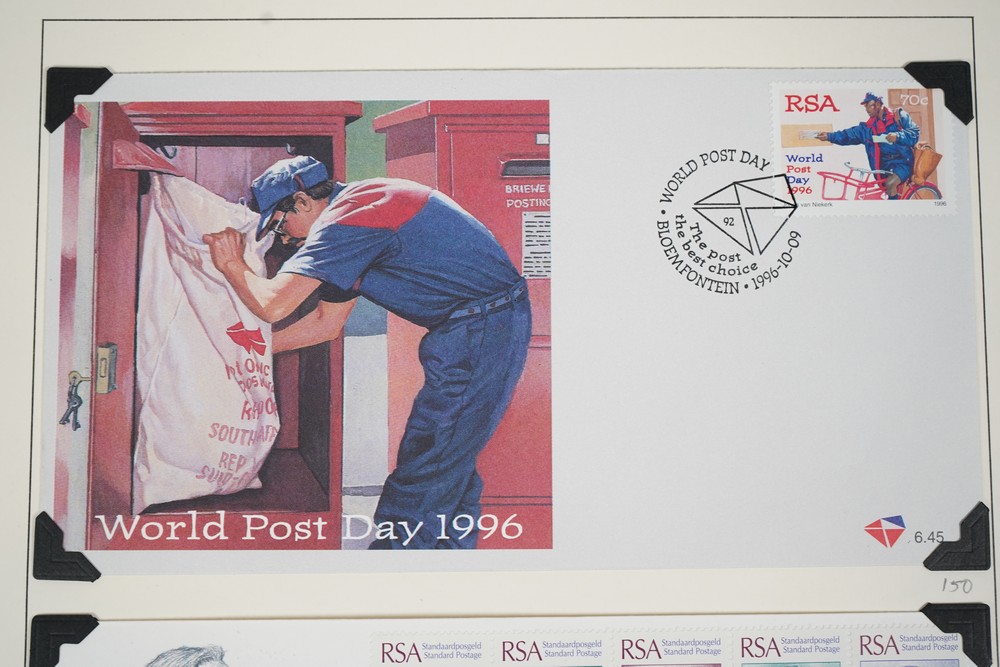 RSA
70c
World
Post
Day
1996
van Niekerk
1996
WORLD POST DAY
92
The post
the best choice
BLOEMFONTEIN • 1996-10-09
BRIEWE
POSTING
SOUTH
REP
SUID-
World Post Day 1996
6.45
150
RSA Standaardposgeld
Standard Postage
RSA Standaardposgeld
Standard Postage
RSA Standaardposgeld
Standard Postage
RSA Standaardposgeld
Standard Postage
RSA Standaardposgeld
Standard Postage